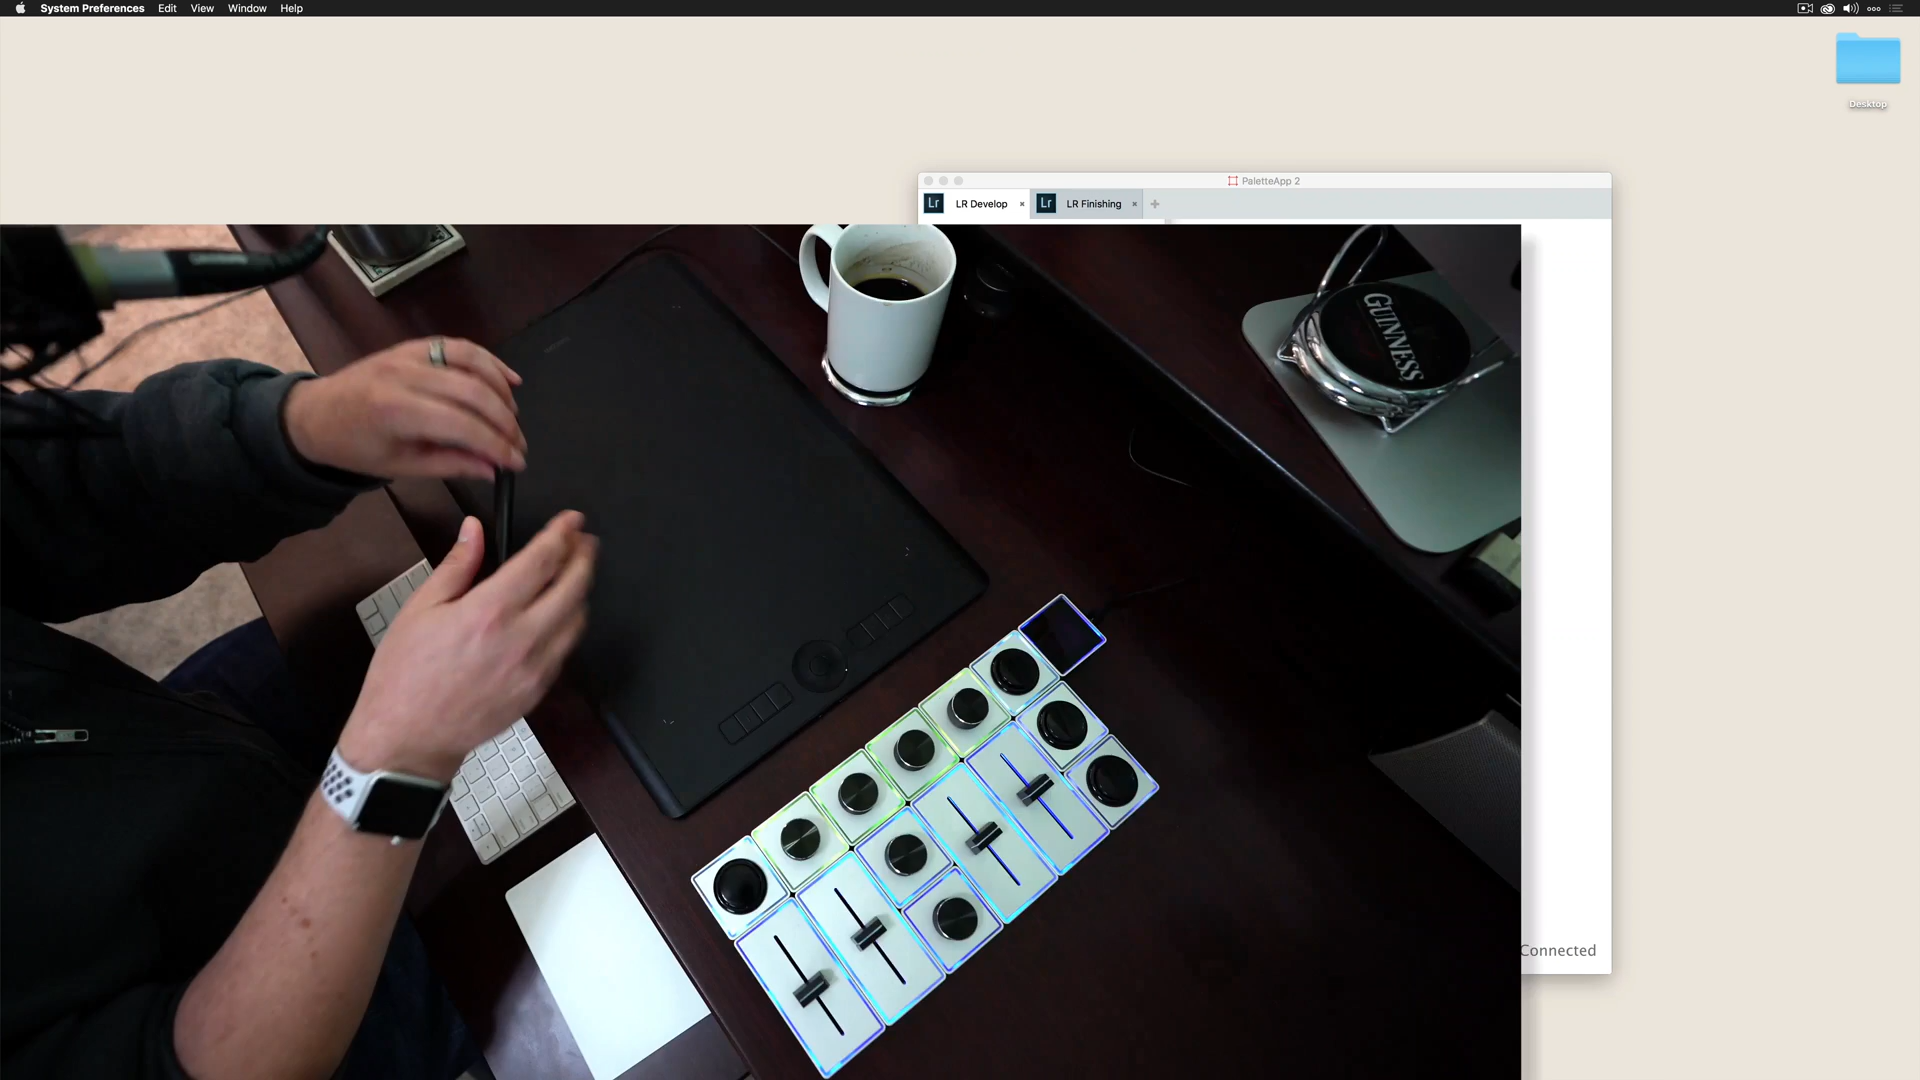 System Preferences Edit View Window Help
Desktop
PaletteApp 2
Lr LR Develop × Lr LR Finishing × +
GUINNESS
Connected